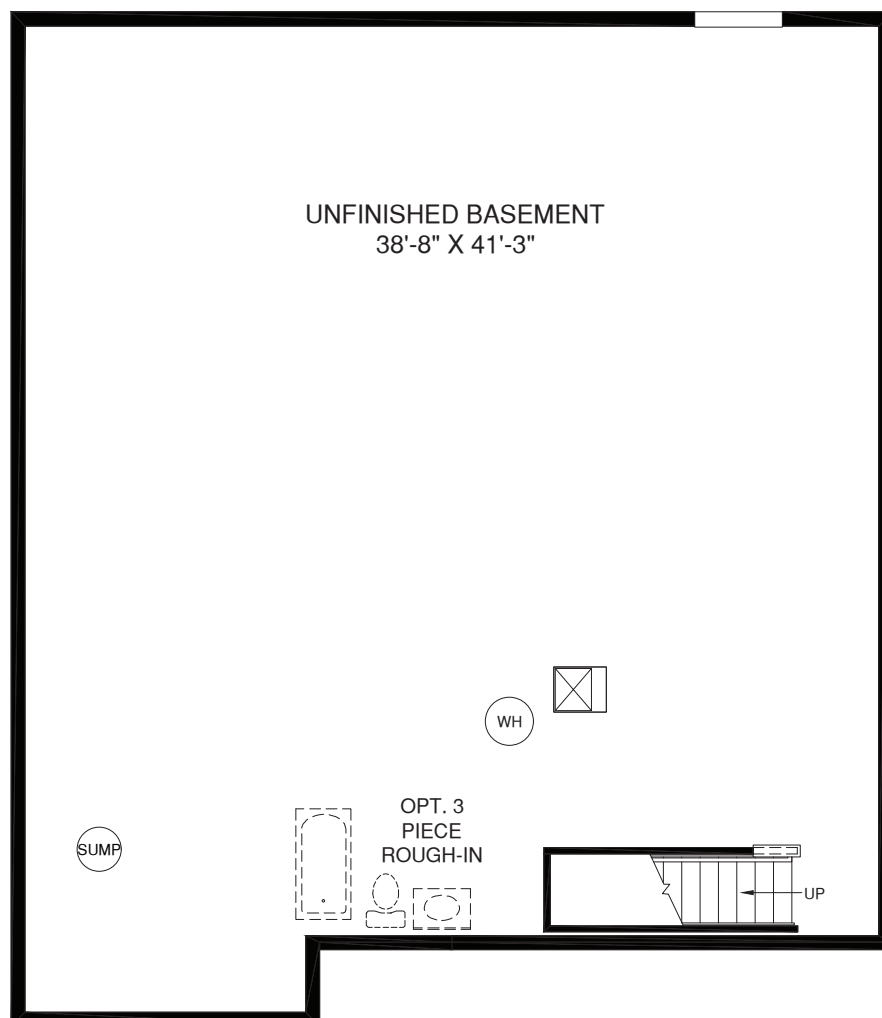 UNFINISHED BASEMENT
38'-8" X 41'-3"
WH
OPT. 3
PIECE
ROUGH-IN
SUMP
UP